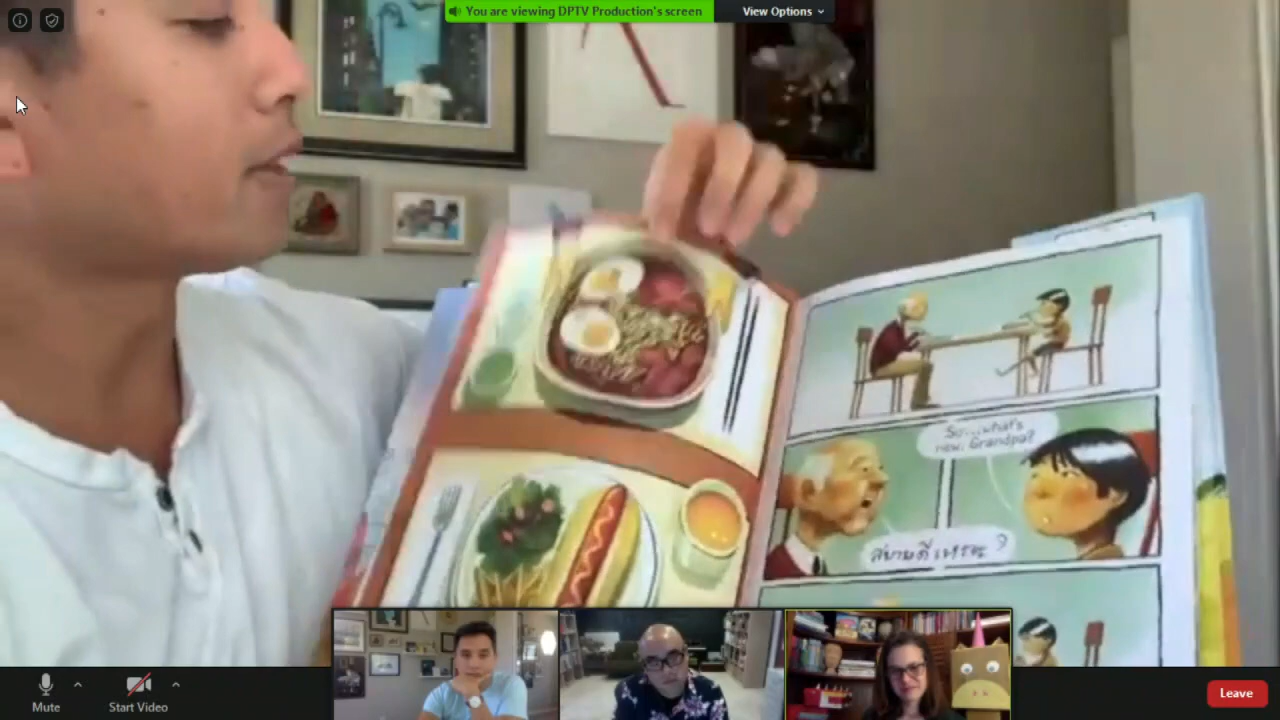 You are viewing DPTV Production's screen
View Options
So...what's
new, Grandpa?
สบายดีเหรอ?
Mute
Start Video
Leave